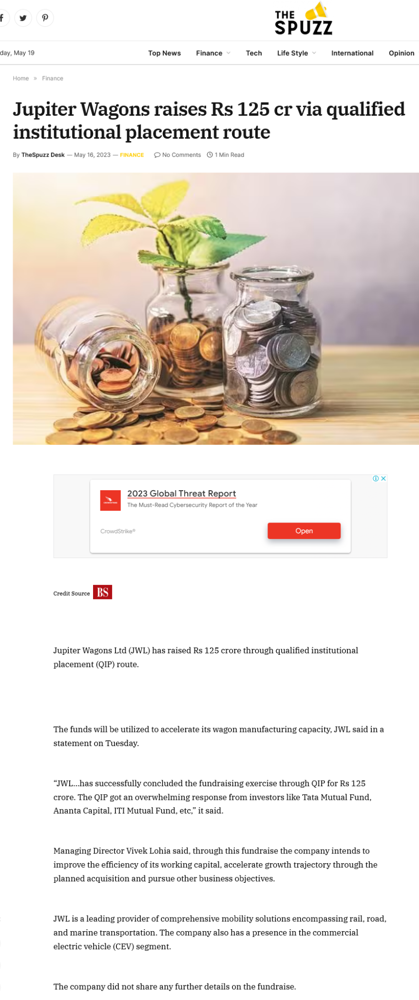 THE
SPUZZ
day, May 19
Top News Finance Tech Life Style International Opinion
Home » Finance
Jupiter Wagons raises Rs 125 cr via qualified
institutional placement route
By TheSpuzz Desk — May 16, 2023 — FINANCE No Comments 1 Min Read
2023 Global Threat Report
The Must-Read Cybersecurity Report of the Year
CROWDSTRIKE
CrowdStrike®
Open
Credit Source BS
Jupiter Wagons Ltd (JWL) has raised Rs 125 crore through qualified institutional
placement (QIP) route.
The funds will be utilized to accelerate its wagon manufacturing capacity, JWL said in a
statement on Tuesday.
“JWL…has successfully concluded the fundraising exercise through QIP for Rs 125
crore. The QIP got an overwhelming response from investors like Tata Mutual Fund,
Ananta Capital, ITI Mutual Fund, etc,” it said.
Managing Director Vivek Lohia said, through this fundraise the company intends to
improve the efficiency of its working capital, accelerate growth trajectory through the
planned acquisition and pursue other business objectives.
JWL is a leading provider of comprehensive mobility solutions encompassing rail, road,
and marine transportation. The company also has a presence in the commercial
electric vehicle (CEV) segment.
The company did not share any further details on the fundraise.